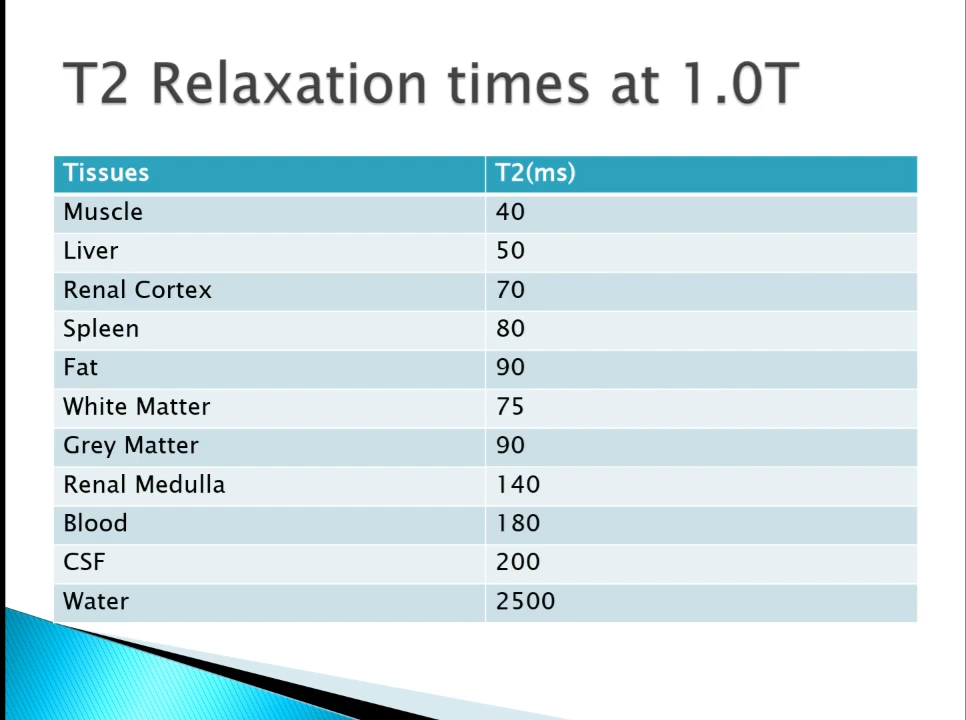 T2 Relaxation times at 1.0T
Tissues T2(ms)
Muscle 40
Liver 50
Renal Cortex 70
Spleen 80
Fat 90
White Matter 75
Grey Matter 90
Renal Medulla 140
Blood 180
CSF 200
Water 2500